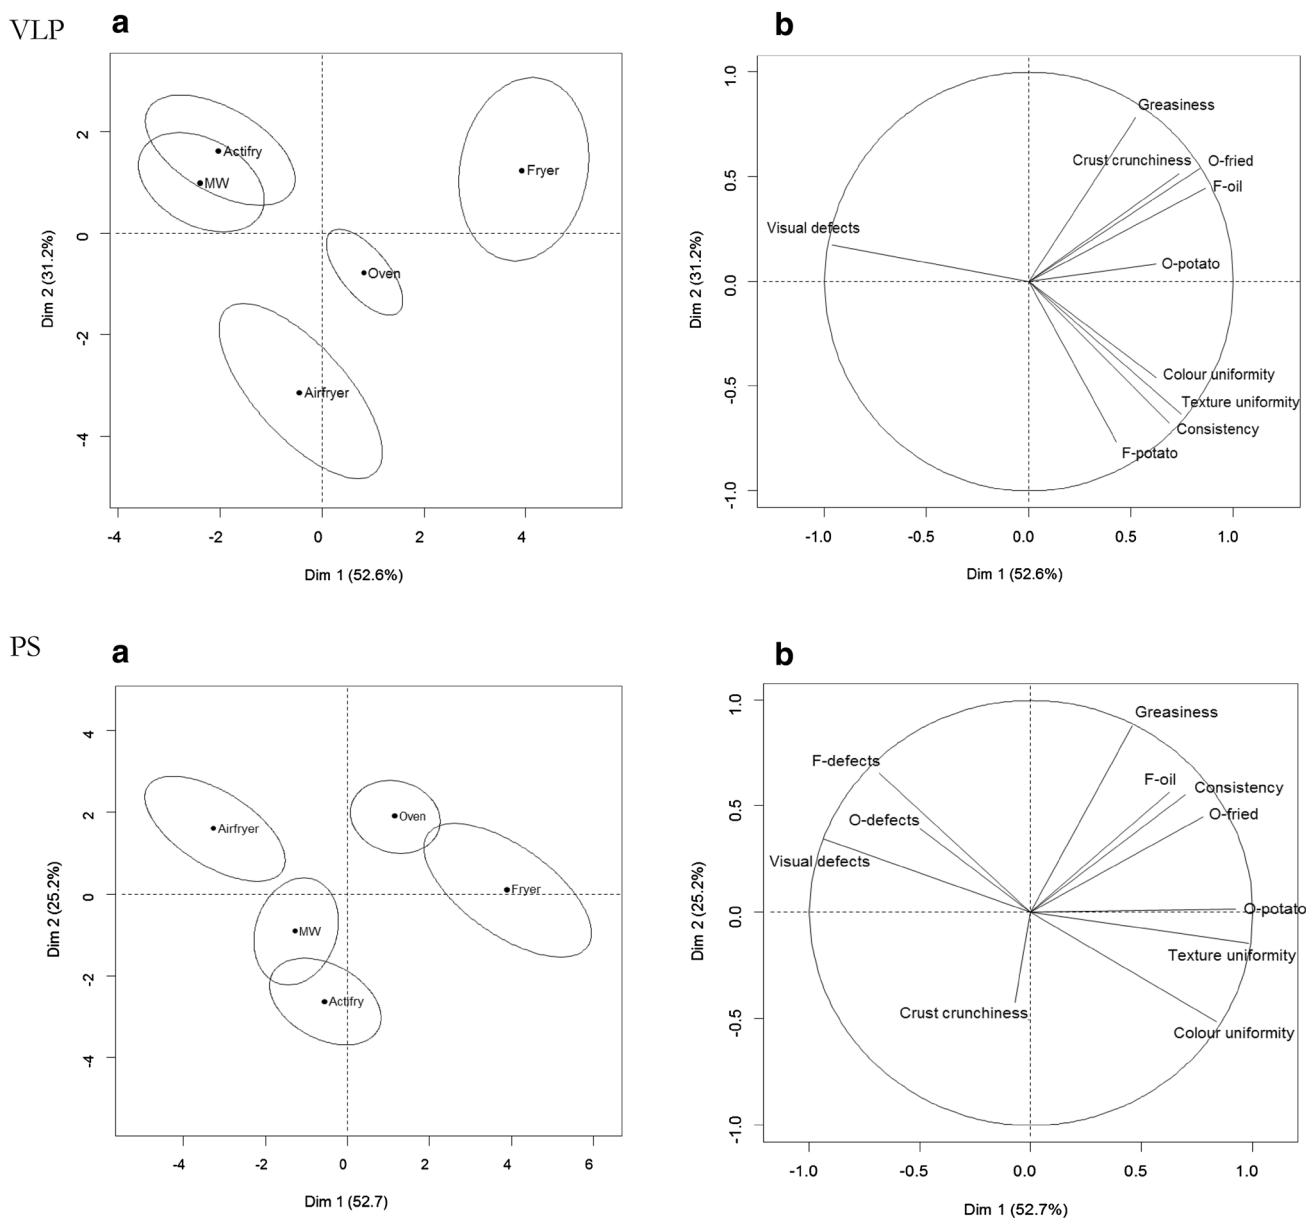 VLP
a
b
2
0
-2
-4
Dim 2 (31.2%)
Actifry
MW
Fryer
Oven
Airfryer
-4
-2
0
2
4
Dim 1 (52.6%)
1.0
0.5
0.0
-0.5
-1.0
Dim 2 (31.2%)
Greasiness
Crust crunchiness
O-fried
F-oil
Visual defects
O-potato
Colour uniformity
Texture uniformity
Consistency
F-potato
-1.0
-0.5
0.0
0.5
1.0
Dim 1 (52.6%)
PS
a
b
4
2
0
-2
-4
Dim 2 (25.2%)
Airfryer
Oven
Fryer
MW
Actifry
-4
-2
0
2
4
6
Dim 1 (52.7)
1.0
0.5
0.0
-0.5
-1.0
Dim 2 (25.2%)
Greasiness
F-defects
F-oil
Consistency
O-defects
O-fried
Visual defects
O-potato
Texture uniformity
Crust crunchiness
Colour uniformity
-1.0
-0.5
0.0
0.5
1.0
Dim 1 (52.7%)